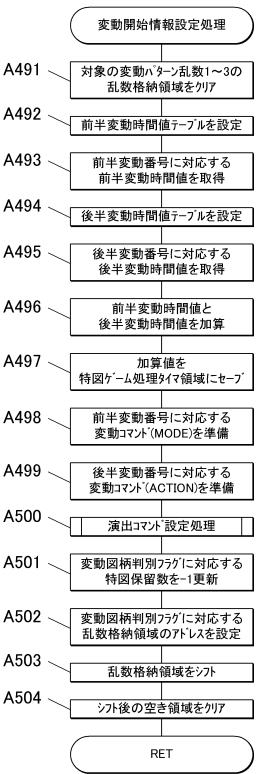 変動開始情報設定処理
A491
対象の変動ﾊﾟﾀｰﾝ乱数1～3の
乱数格納領域をクリア
A492
前半変動時間値テーブルを設定
A493
前半変動番号に対応する
前半変動時間値を取得
A494
後半変動時間値テーブルを設定
A495
後半変動番号に対応する
後半変動時間値を取得
A496
前半変動時間値と
後半変動時間値を加算
A497
加算値を
特図ｹﾞｰﾑ処理ﾀｲﾏ領域にｾｰﾌﾞ
A498
前半変動番号に対応する
変動ｺﾏﾝﾄﾞ(MODE)を準備
A499
後半変動番号に対応する
変動ｺﾏﾝﾄﾞ(ACTION)を準備
A500
演出ｺﾏﾝﾄﾞ設定処理
A501
変動図柄判別ﾌﾗｸﾞに対応する
特図保留数を-1更新
A502
変動図柄判別ﾌﾗｸﾞに対応する
乱数格納領域のｱﾄﾞﾚｽを設定
A503
乱数格納領域をシフト
A504
ｼﾌﾄ後の空き領域をクリア
RET